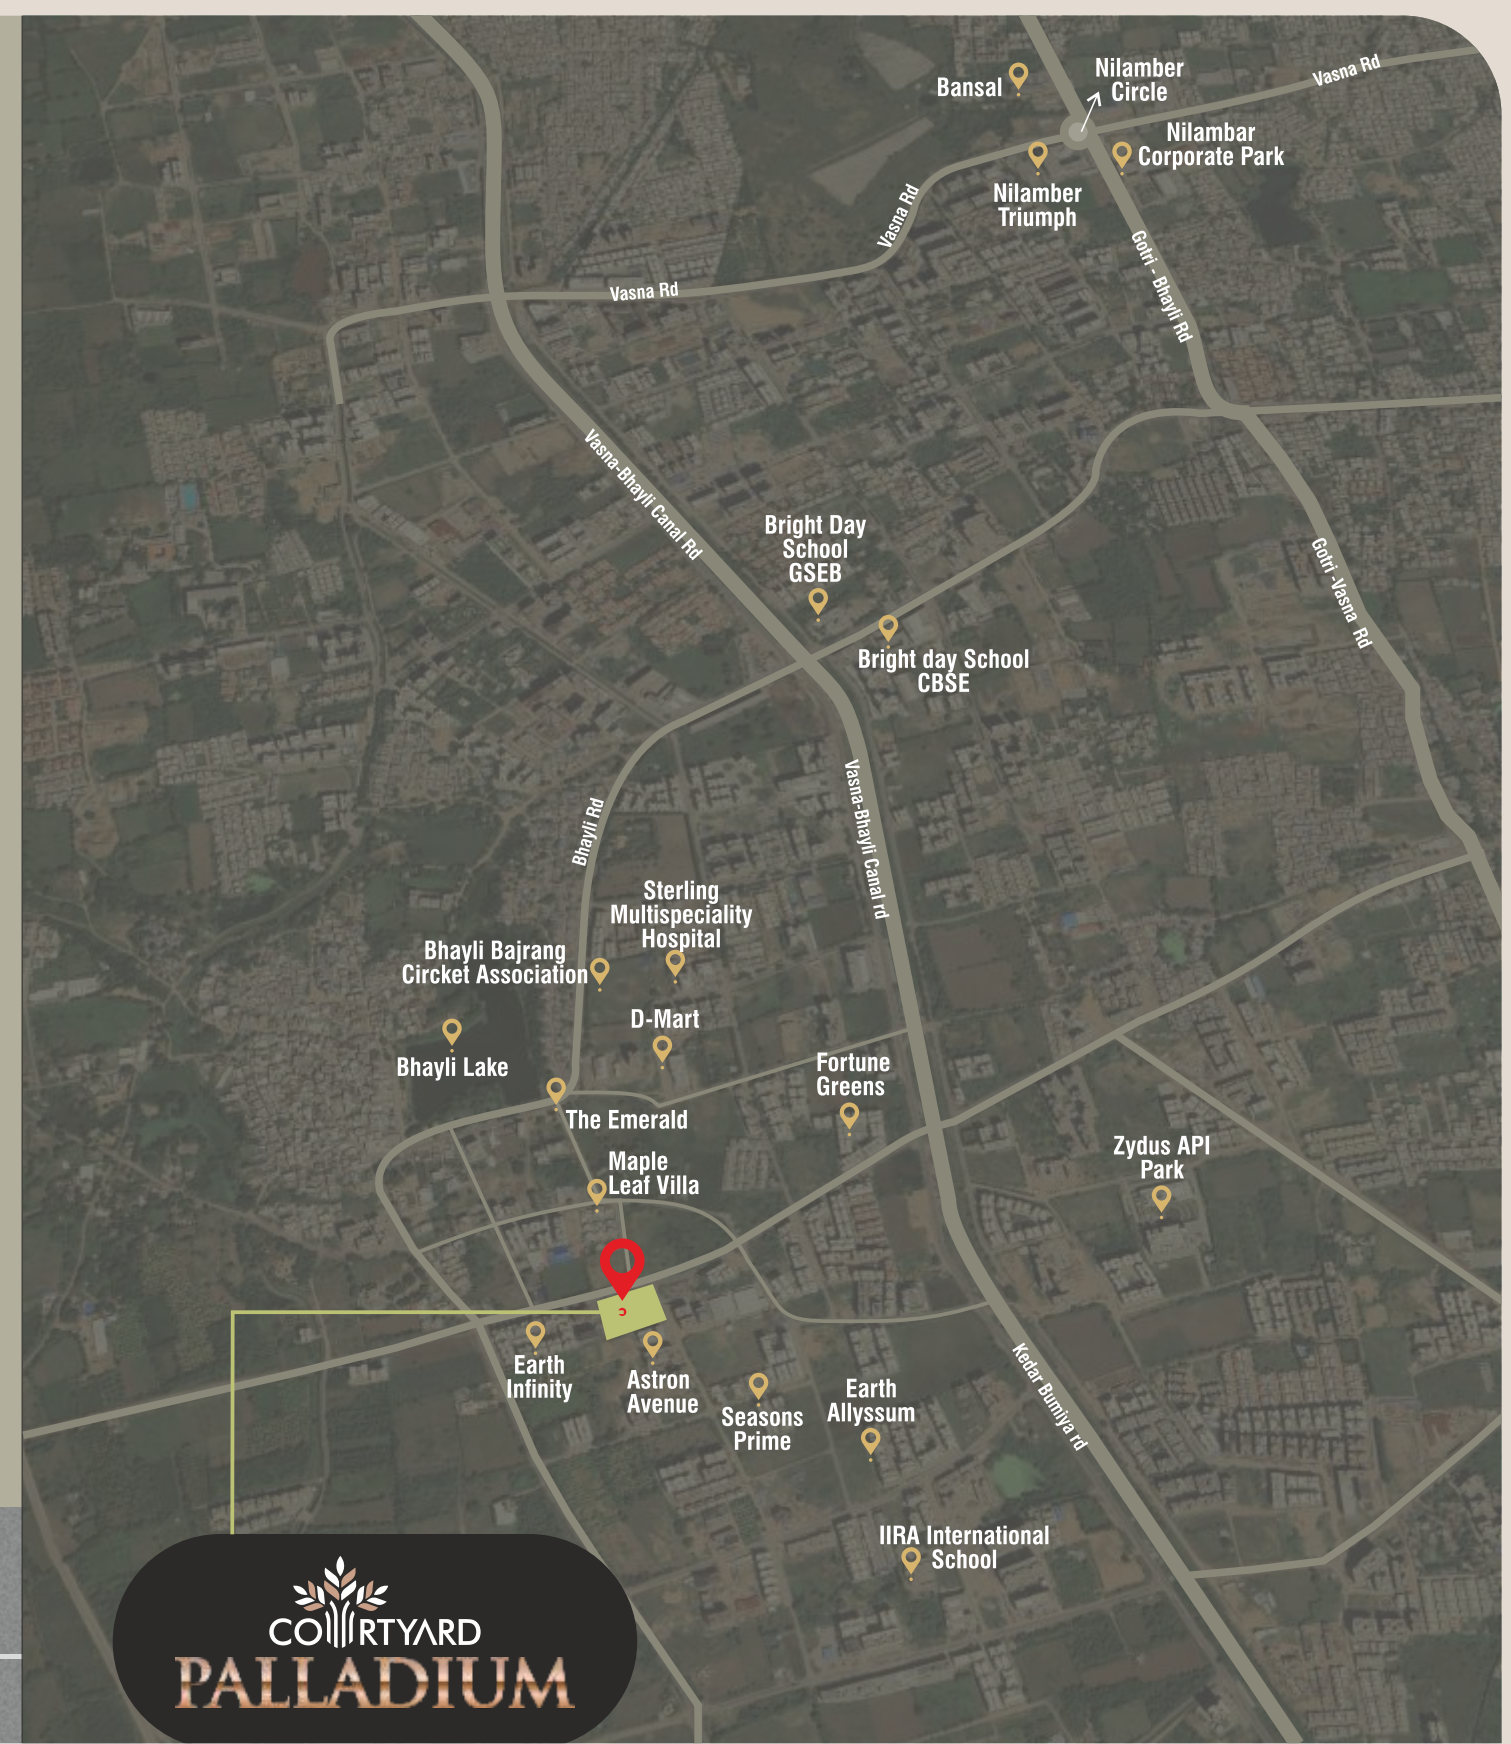 Bansal
Nilamber
Circle
Vasna Rd
Nilambar
Corporate Park
Nilamber
Triumph
Vasna Rd
Gotri - Bhayli Rd
Vasna Rd
Vasna-Bhayli Canal Rd
Bright Day
School
GSEB
Gotri -Vasna Rd
Bright day School
CBSE
Vasna-Bhayli Canal rd
Bhayli Rd
Sterling
Multispeciality
Hospital
Bhayli Bajrang
Circket Association
D-Mart
Bhayli Lake
Fortune
Greens
The Emerald
Zydus API
Park
Maple
Leaf Villa
Earth
Infinity
Astron
Avenue
Kedar Bumiya rd
Seasons
Prime
Earth
Allyssum
IIRA International
School
COURTYARD
PALLADIUM